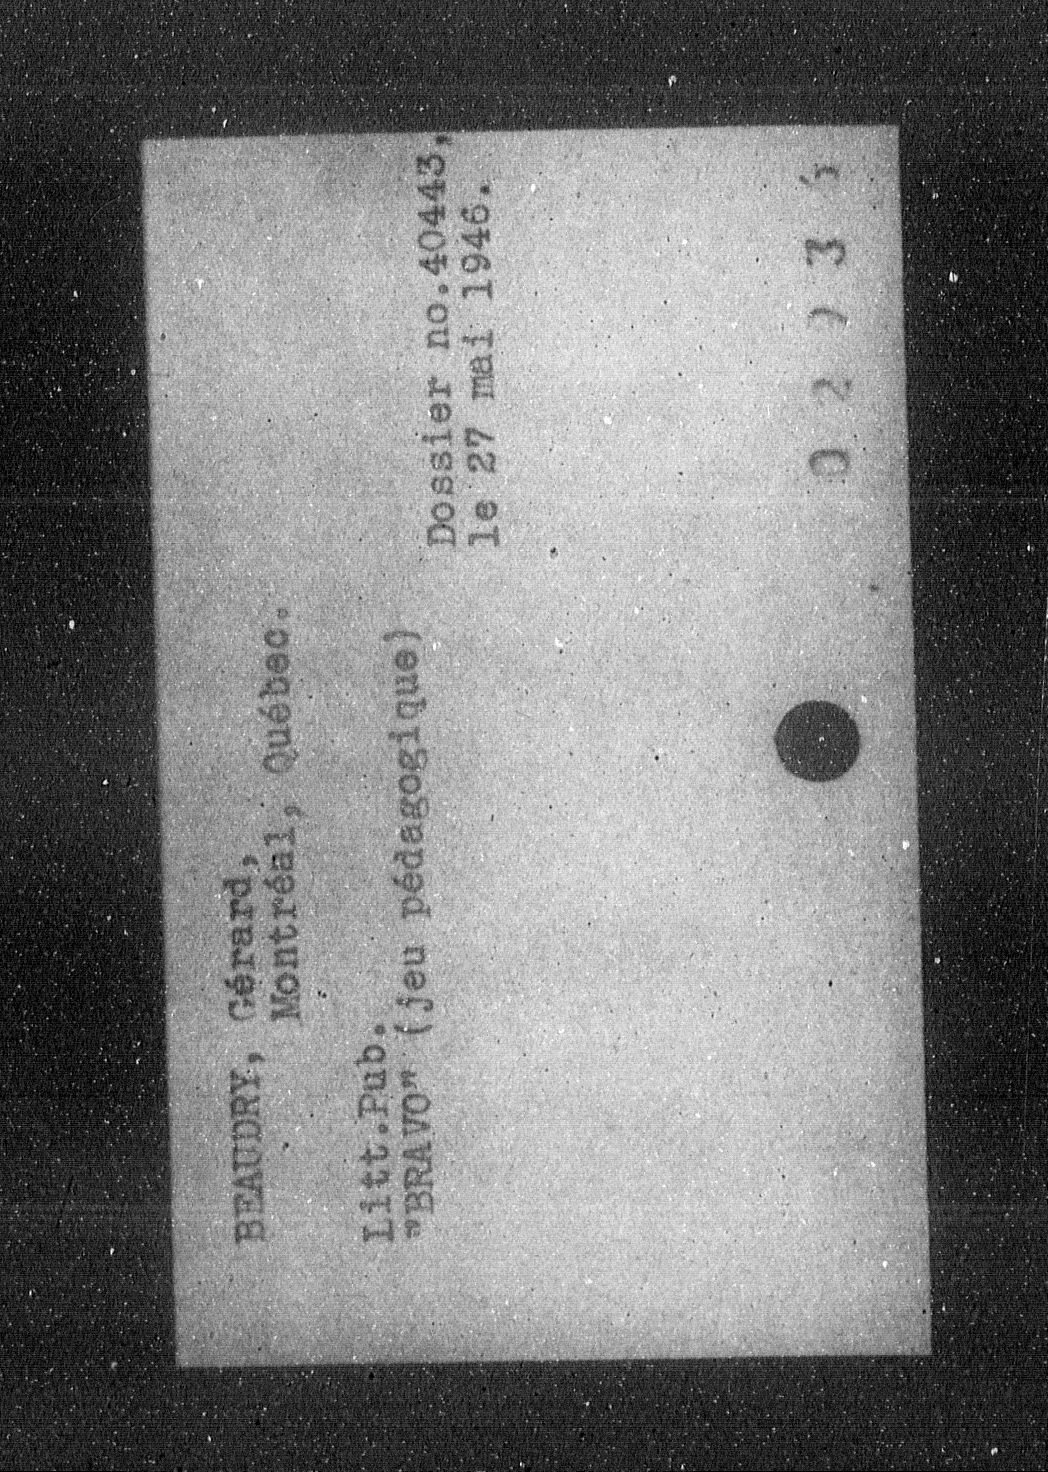 BEAUDRY, Gérard,
Montréal, Québec.
Litt.Pub.
"BRAVO" (jeu pédagogique)
Dossier no.40443,
le 27 mai 1946.